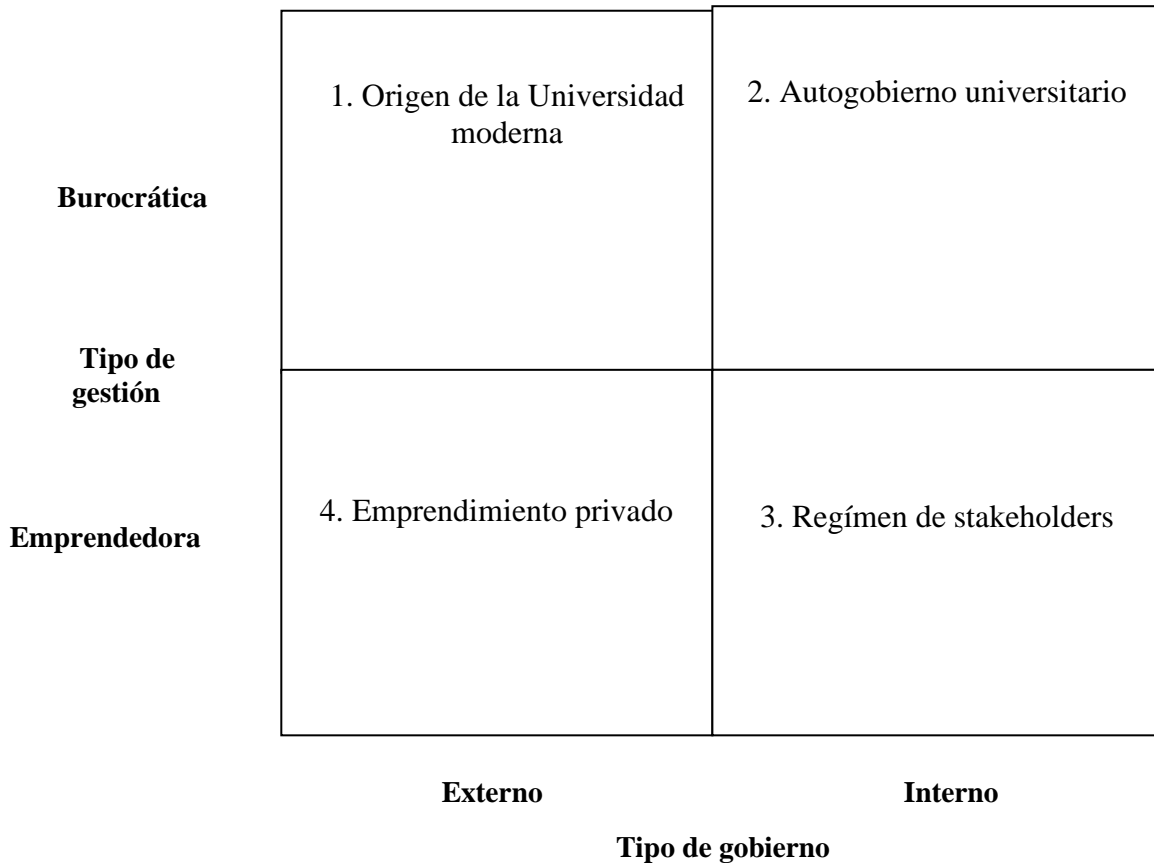 1. Origen de la Universidad
moderna
2. Autogobierno universitario
Burocrática
Tipo de
gestión
4. Emprendimiento privado
3. Regímen de stakeholders
Emprendedora
Externo
Interno
Tipo de gobierno